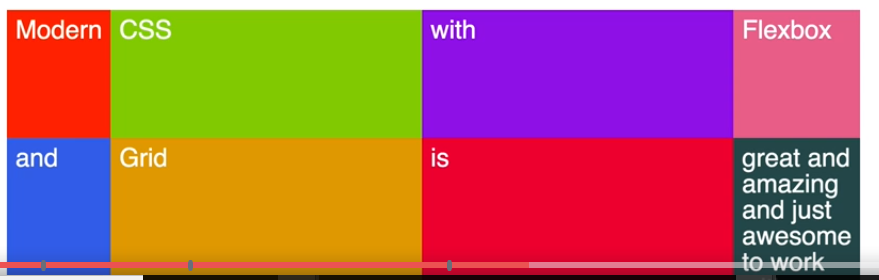 Modern CSS with Flexbox
and Grid is great and
amazing
and just
awesome
to work